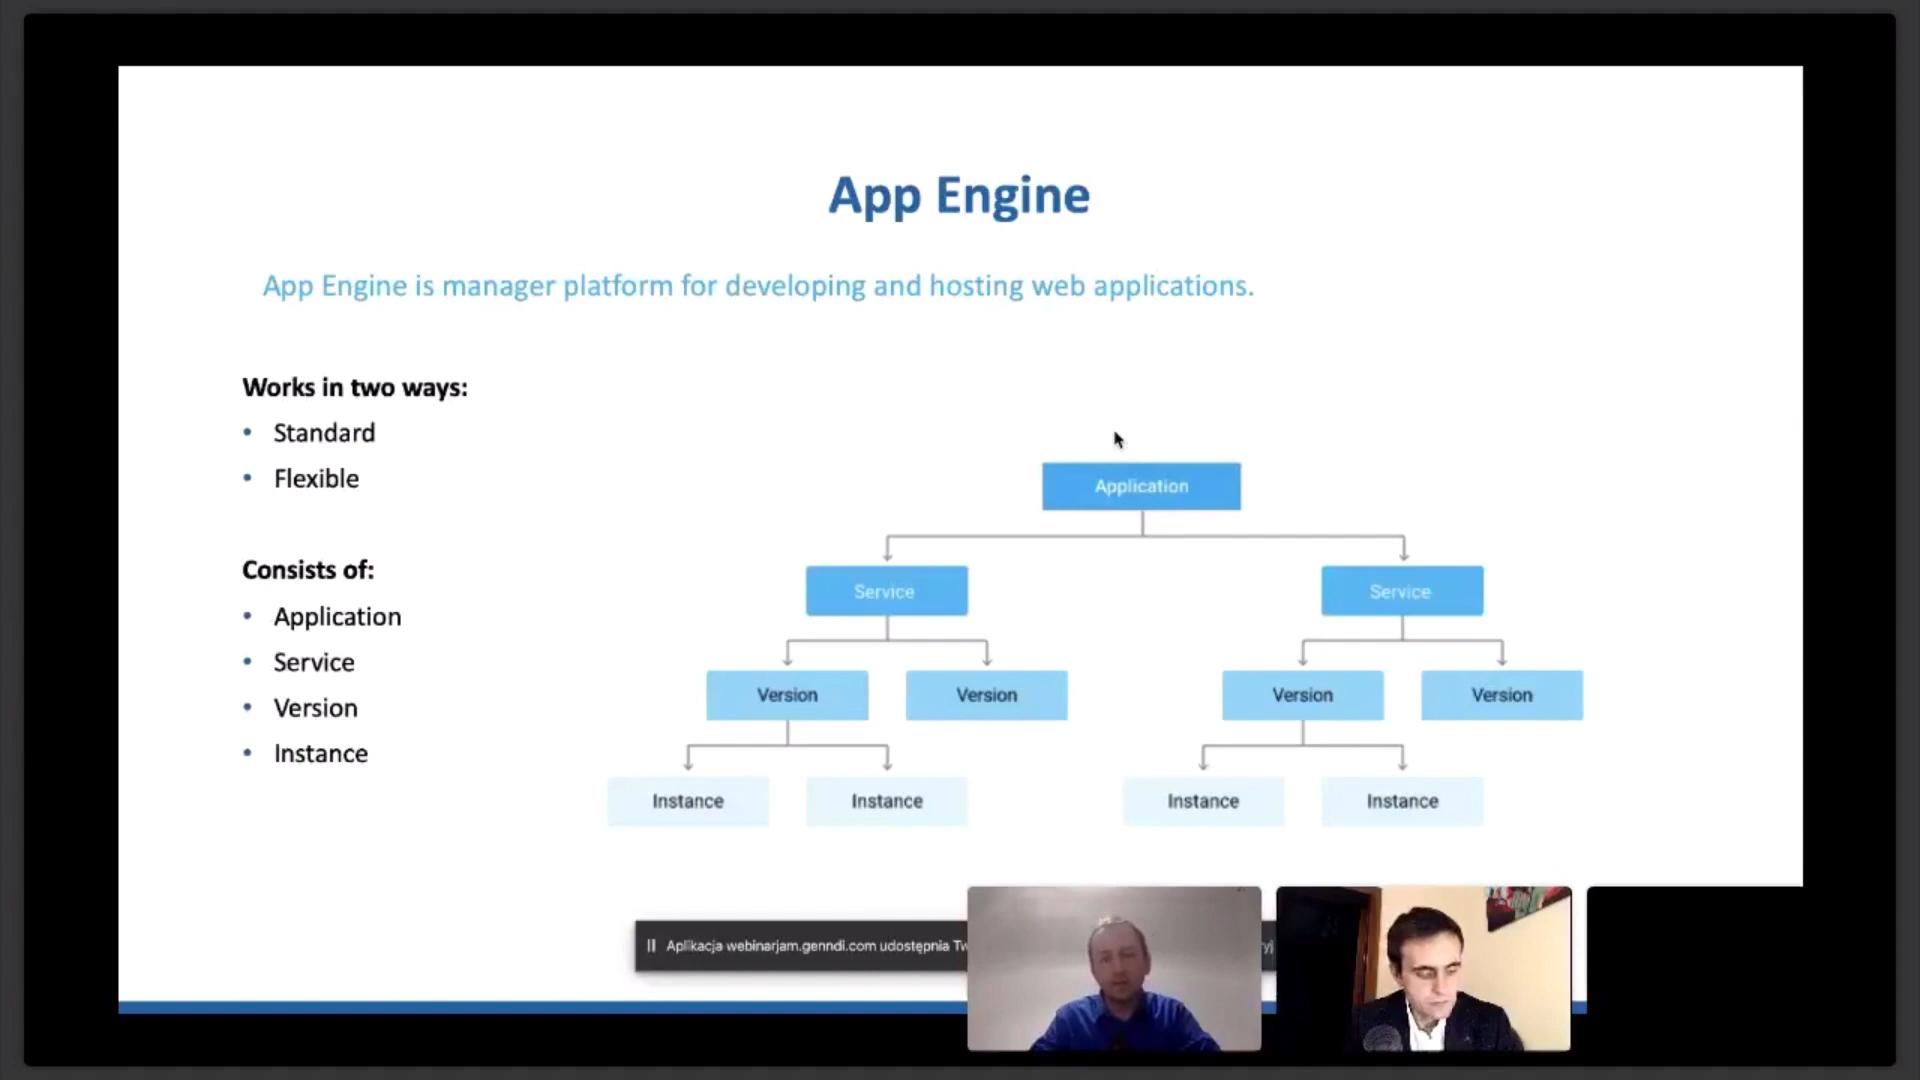 App Engine
App Engine is manager platform for developing and hosting web applications.
Works in two ways:
• Standard
• Flexible
Consists of:
• Application
• Service
• Version
• Instance
Application
Service
Service
Version
Version
Version
Version
Instance
Instance
Instance
Instance
Aplikacja webinarjam.genndi.com udostępnia